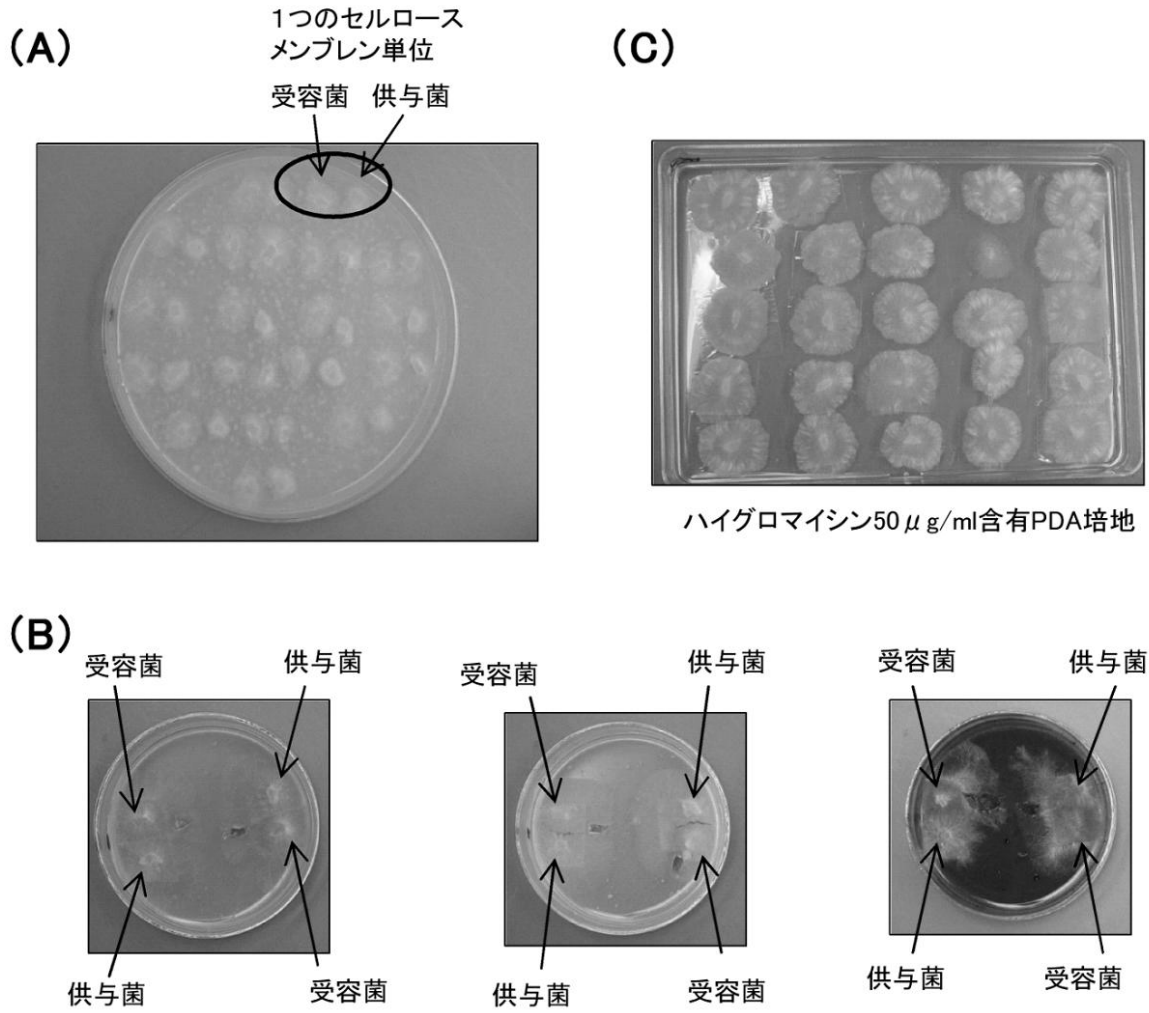 (A)
1つのセルロース
メンブレン単位
受容菌 供与菌
(C)
ハイグロマイシン50μg/ml含有PDA培地
(B)
受容菌
供与菌
供与菌
受容菌
受容菌
供与菌
供与菌
受容菌
受容菌
供与菌
供与菌
受容菌